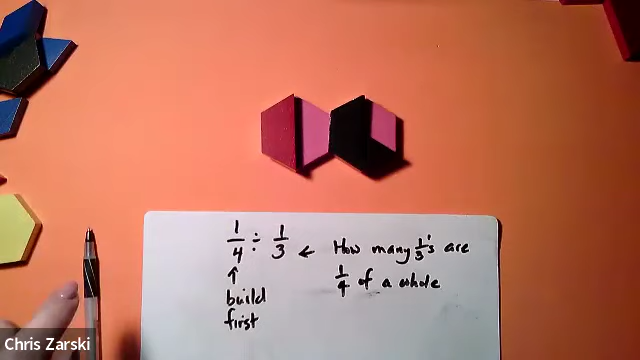 1/4 ÷ 1/3 ← How many 1/3's are
1/4 of a whole
↑
build
first
Chris Zarski